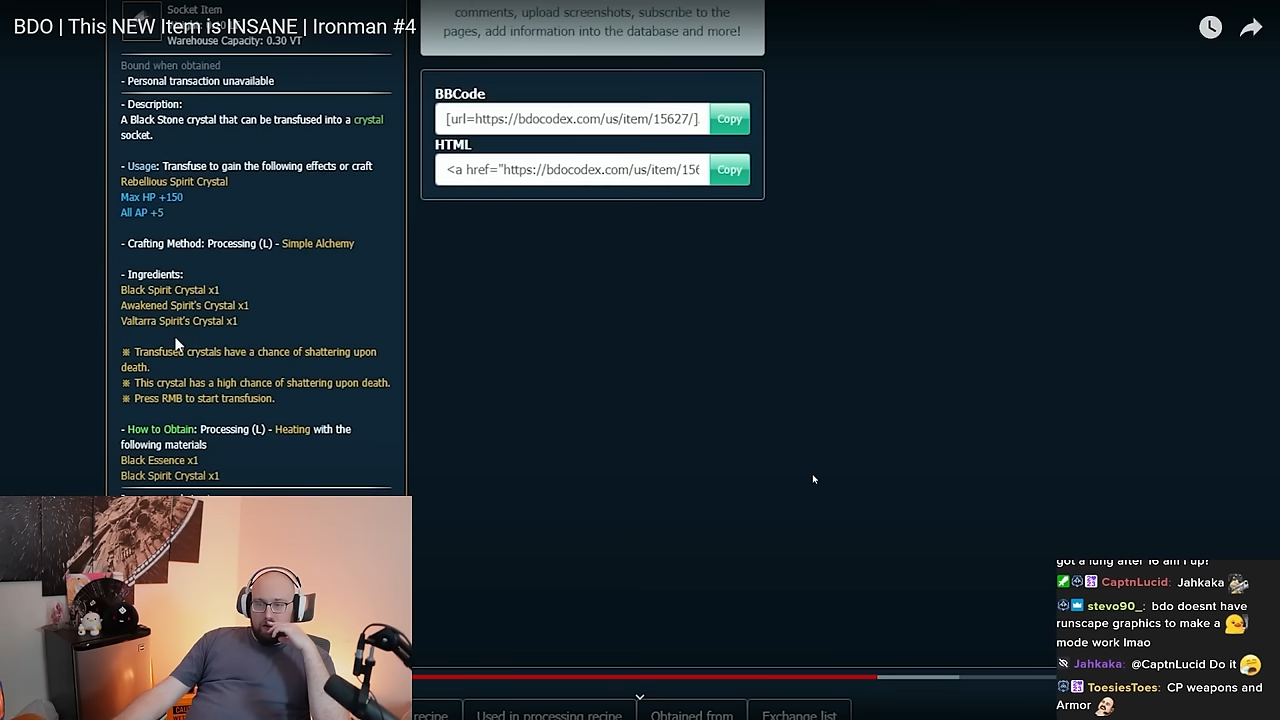 Socket Item
BDO | This NEW Item is INSANE | Ironman #4
Warehouse Capacity: 0.30 VT
Bound when obtained
- Personal transaction unavailable
- Description:
A Black Stone crystal that can be transfused into a crystal
socket.
- Usage: Transfuse to gain the following effects or craft
Rebellious Spirit Crystal
Max HP +150
All AP +5
- Crafting Method: Processing (L) - Simple Alchemy
- Ingredients:
Black Spirit Crystal x1
Awakened Spirit's Crystal x1
Valtarra Spirit's Crystal x1
※ Transfused crystals have a chance of shattering upon
death.
※ This crystal has a high chance of shattering upon death.
※ Press RMB to start transfusion.
- How to Obtain: Processing (L) - Heating with the
following materials
Black Essence x1
Black Spirit Crystal x1
comments, upload screenshots, subscribe to the
pages, add information into the database and more!
BBCode
[url=https://bdocodex.com/us/item/15627/]
Copy
HTML
<a href="https://bdocodex.com/us/item/156
Copy
recipe
Used in processing recipe
Obtained from
Exchange list
got a lung after 16 am I up?
CaptnLucid: Jahkaka
stevo90_: bdo doesnt have
runscape graphics to make a
mode work lmao
Jahkaka: @CaptnLucid Do it
ToesiesToes: CP weapons and
Armor